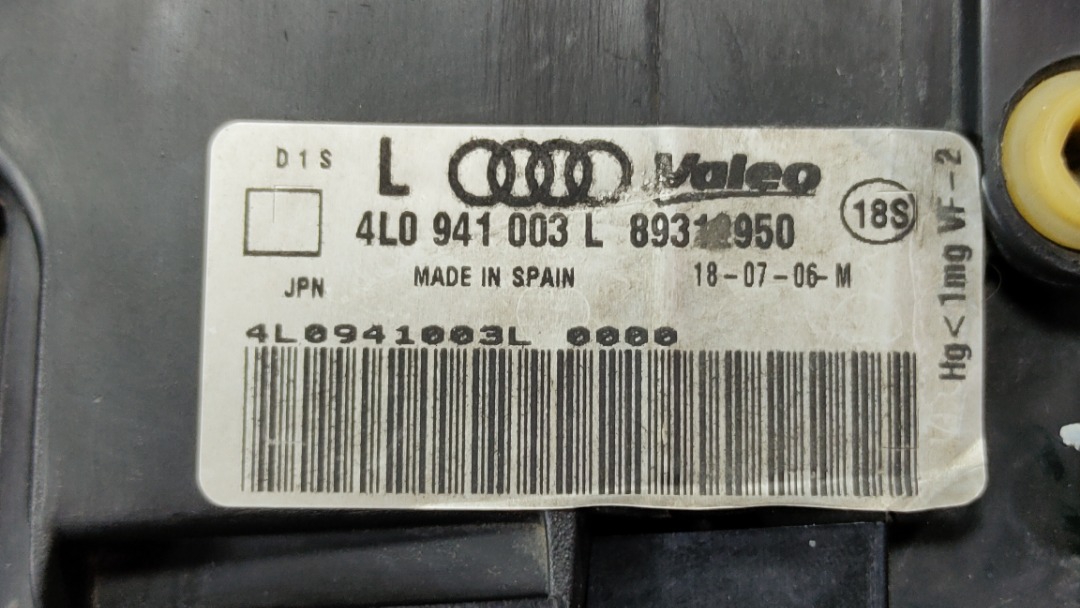 D1S L Valeo
4L0 941 003 L 18S
MADE IN SPAIN 18-07-06-M
JPN
4L0941003L 0000
Hg<1mg VF-2